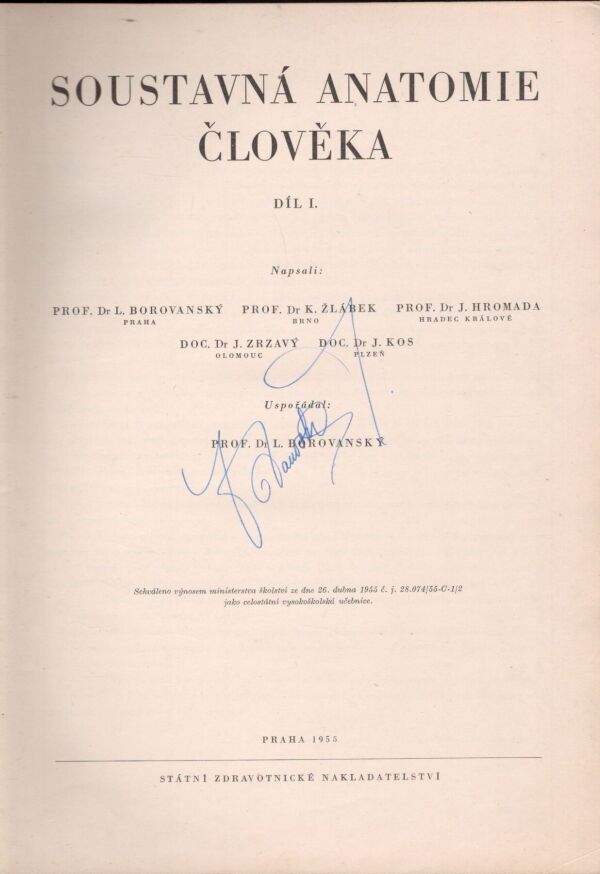 SOUSTAVNÁ ANATOMIE
ČLOVĚKA
DÍL I.
Napsali:
PROF. Dr L. BOROVANSKÝ PROF. Dr K. ŽLÁBEK PROF. Dr J. HROMADA
PRAHA BRNO HRADEC KRÁLOVÉ
DOC. Dr J. ZRZAVÝ DOC. Dr J. KOS
OLOMOUC PLZEŇ
Uspořádal:
PROF. Dr L. BOROVANSKÝ
Schváleno výnosem ministerstva školství ze dne 26. dubna 1955 č. j. 28.074/55-C-1/2
jako celostátní vysokoškolská učebnice.
PRAHA 1955
STÁTNÍ ZDRAVOTNICKÉ NAKLADATELSTVÍ